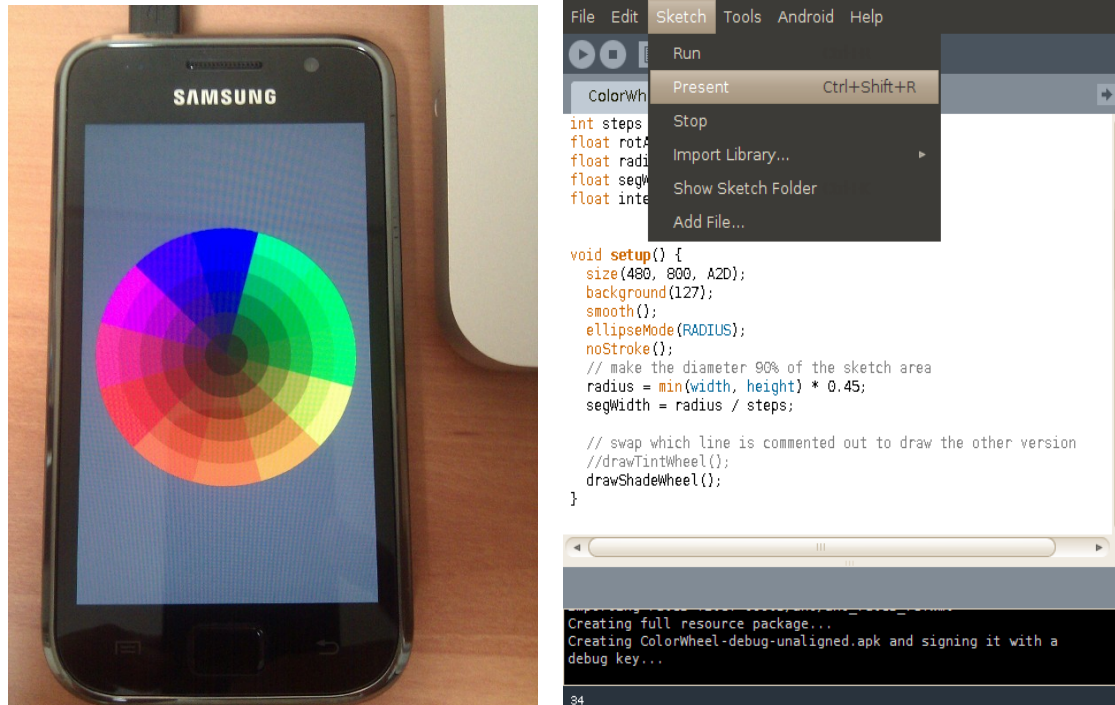 SAMSUNG
File Edit Sketch Tools Android Help
Run
Present Ctrl+Shift+R
Stop
Import Library...
Show Sketch Folder
Add File...
ColorWh
int steps
float rotA
float radi
float segW
float inte
void setup() {
size(480, 800, A2D);
background(127);
smooth();
ellipseMode(RADIUS);
noStroke();
// make the diameter 90% of the sketch area
radius = min(width, height) * 0.45;
segWidth = radius / steps;
// swap which line is commented out to draw the other version
//drawTintWheel();
drawShadeWheel();
}
Creating full resource package...
Creating ColorWheel-debug-unaligned.apk and signing it with a
debug key...
34